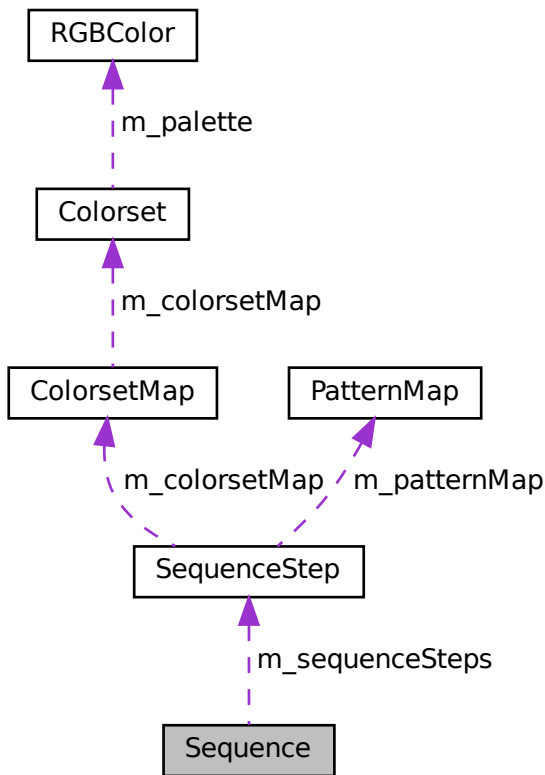 RGBColor
m_palette
Colorset
m_colorsetMap
ColorsetMap
PatternMap
m_colorsetMap
m_patternMap
SequenceStep
m_sequenceSteps
Sequence